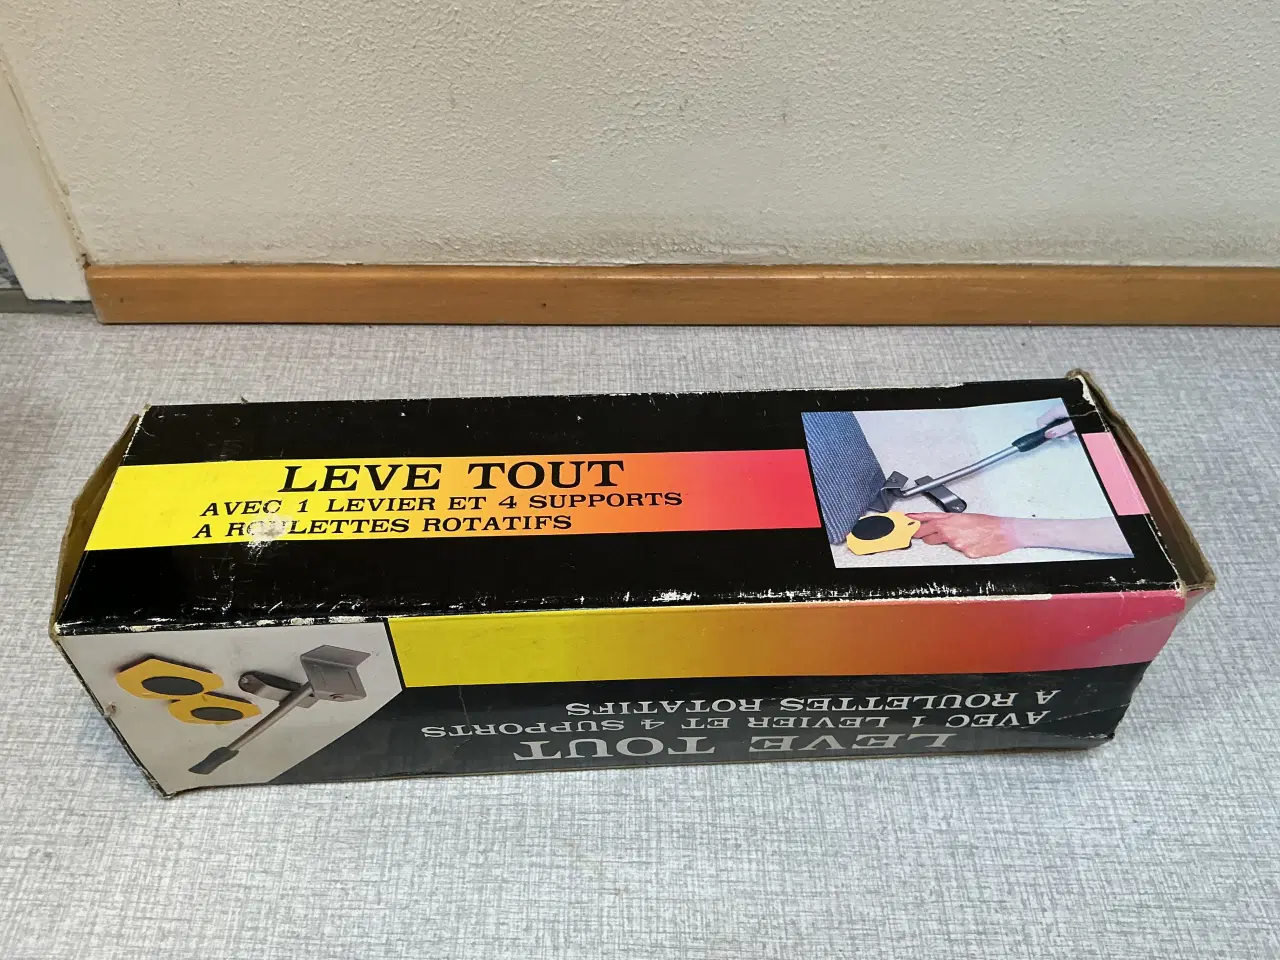 LEVE TOUT
AVEC 1 LEVIER ET 4 SUPPORTS
A ROULETTES ROTATIFS
LEVE TOUT
AVEC 1 LEVIER ET 4 SUPPORTS
A ROULETTES ROTATIFS